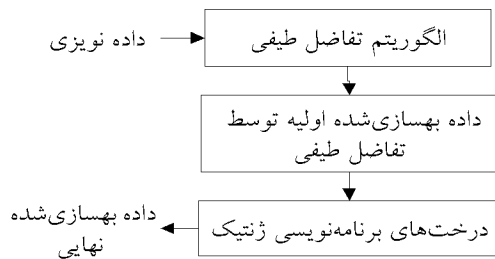 الگوریتم تفاضل طیفی
داده نویزی
داده بهسازی‌شده اولیه توسط
تفاضل طیفی
درخت‌های برنامه‌نویسی ژنتیک
داده بهسازی‌شده
نهایی